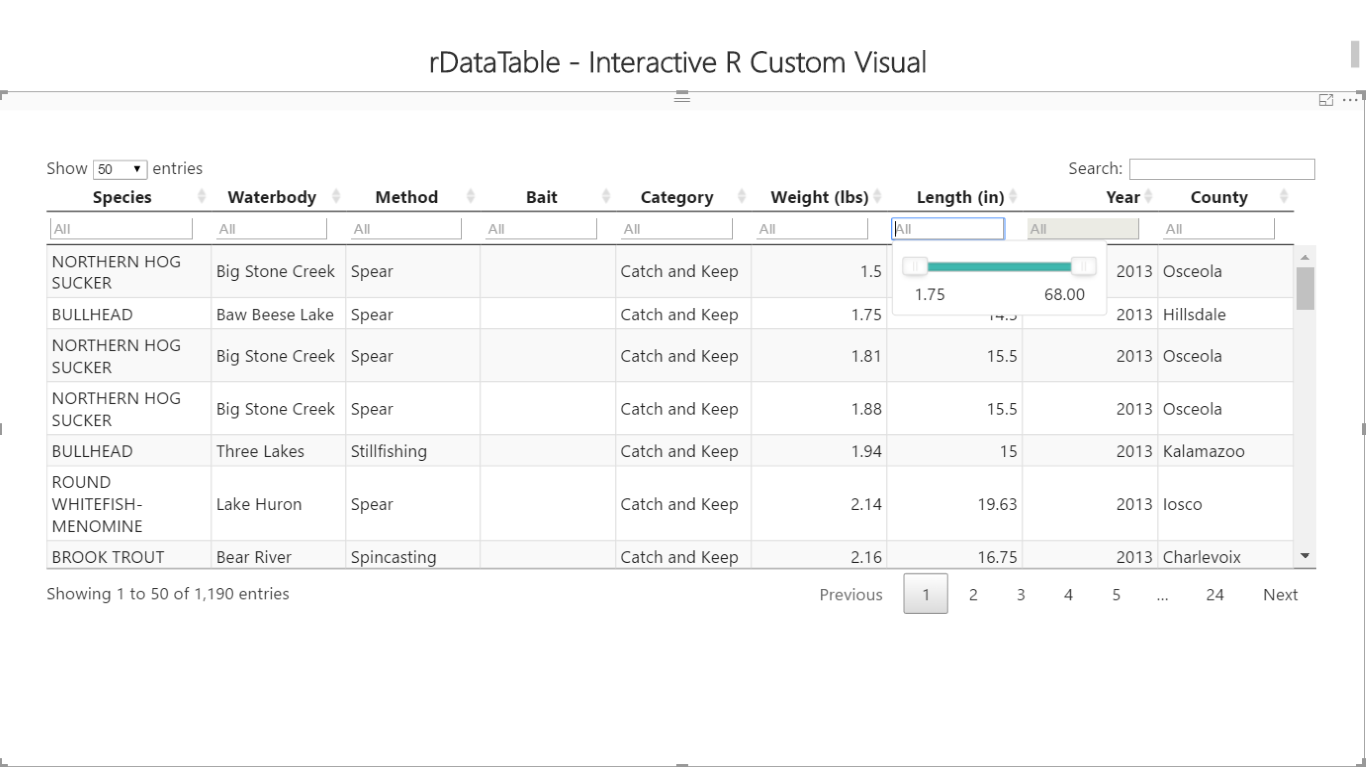 rDataTable - Interactive R Custom Visual
Show 50 entries Search:
Species Waterbody Method Bait Category Weight (lbs) Length (in) Year County
All All All All All All All All All
NORTHERN HOG SUCKER Big Stone Creek Spear Catch and Keep 1.5 2013 Osceola
1.75 68.00
BULLHEAD Baw Beese Lake Spear Catch and Keep 1.75 14.5 2013 Hillsdale
NORTHERN HOG SUCKER Big Stone Creek Spear Catch and Keep 1.81 15.5 2013 Osceola
NORTHERN HOG SUCKER Big Stone Creek Spear Catch and Keep 1.88 15.5 2013 Osceola
BULLHEAD Three Lakes Stillfishing Catch and Keep 1.94 15 2013 Kalamazoo
ROUND WHITEFISH-MENOMINE Lake Huron Spear Catch and Keep 2.14 19.63 2013 Iosco
BROOK TROUT Bear River Spincasting Catch and Keep 2.16 16.75 2013 Charlevoix
Showing 1 to 50 of 1,190 entries Previous 1 2 3 4 5 ... 24 Next